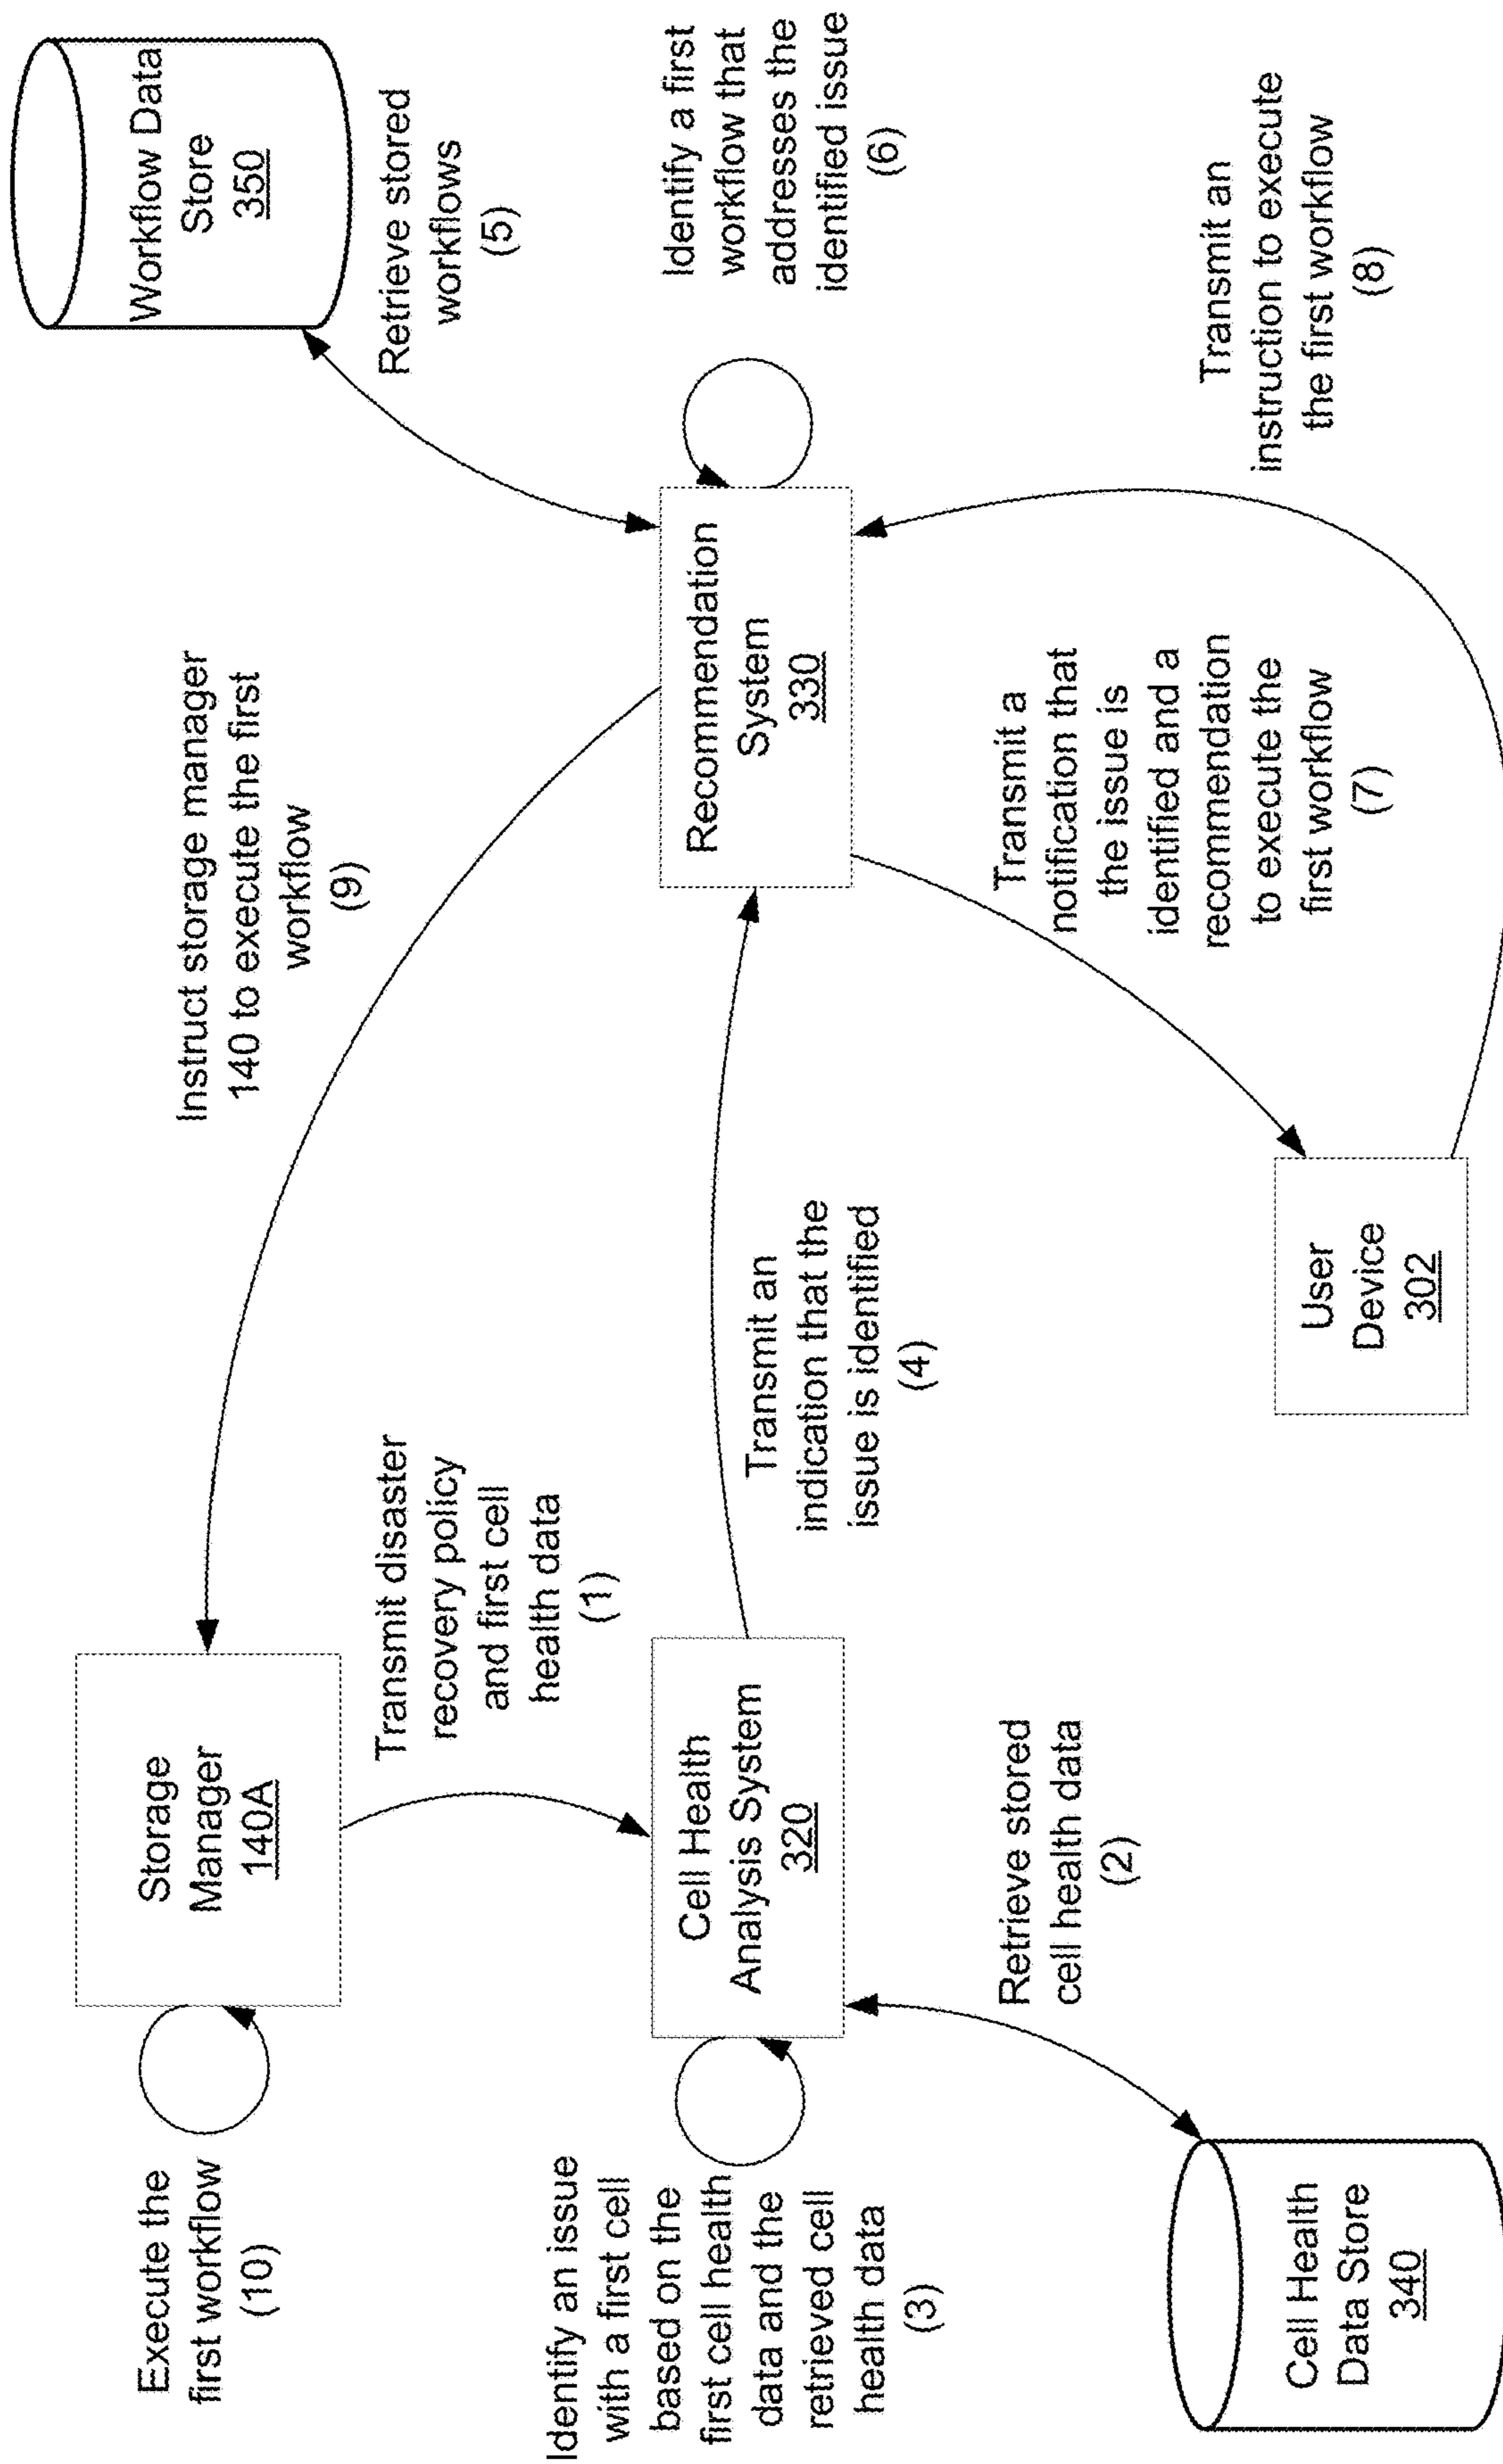 Execute the
first workflow
(10)
Storage
Manager
140A
Instruct storage manager
140 to execute the first
workflow
(9)
Workflow Data
Store
350
Transmit disaster
recovery policy
and first cell
health data
(1)
Retrieve stored
workflows
(5)
Identify an issue
with a first cell
based on the
first cell health
data and the
retrieved cell
health data
(3)
Cell Health
Analysis System
320
Transmit an
indication that the
issue is identified
(4)
Recommendation
System
330
Identify a first
workflow that
addresses the
identified issue
(6)
Retrieve stored
cell health data
(2)
Transmit a
notification that
the issue is
identified and a
recommendation
to execute the
first workflow
(7)
Transmit an
instruction to execute
the first workflow
(8)
Cell Health
Data Store
340
User
Device
302